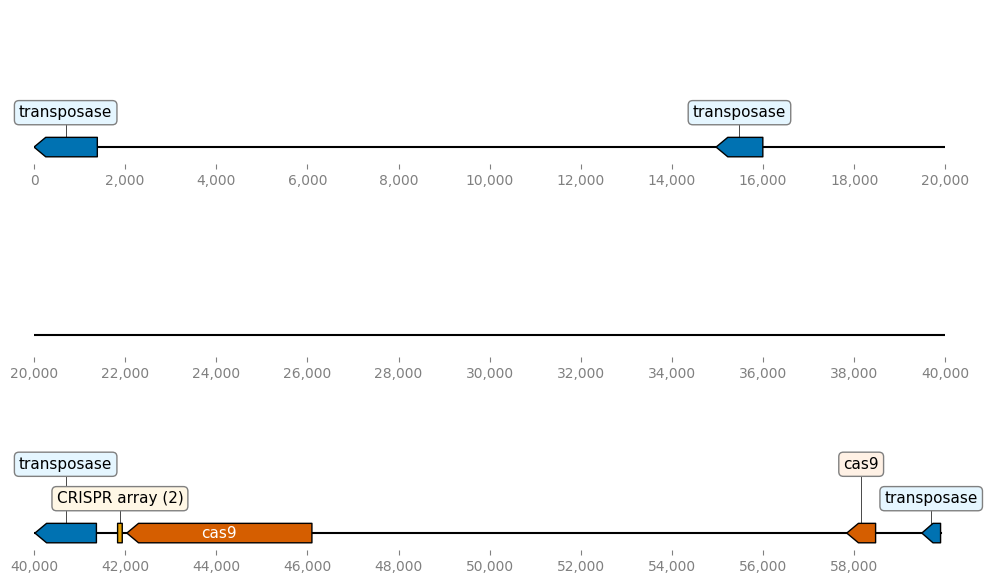 transposase transposase
0 2,000 4,000 6,000 8,000 10,000 12,000 14,000 16,000 18,000 20,000
20,000 22,000 24,000 26,000 28,000 30,000 32,000 34,000 36,000 38,000 40,000
transposase cas9
CRISPR array (2) transposase
cas9
40,000 42,000 44,000 46,000 48,000 50,000 52,000 54,000 56,000 58,000